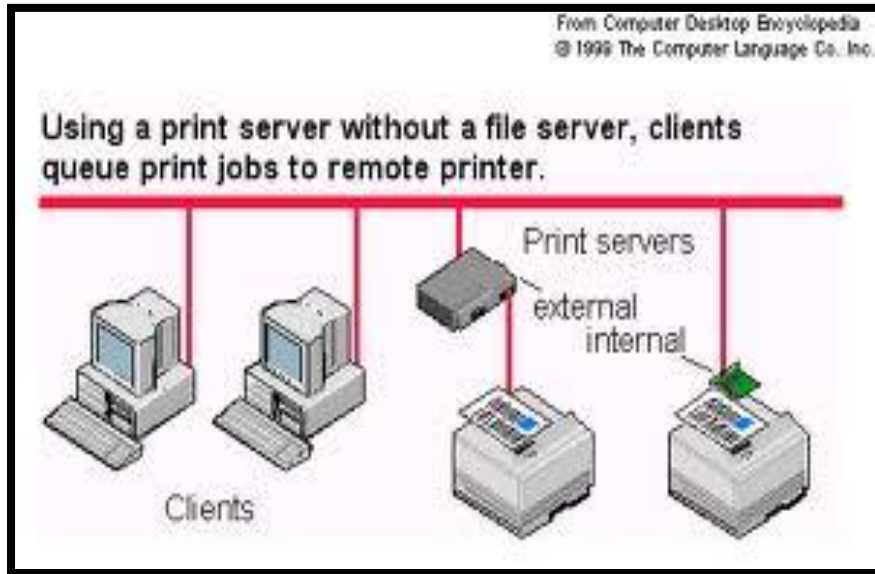 From Computer Desktop Encyclopedia
@ 1999 The Computer Language Co. Inc.
Using a print server without a file server, clients
queue print jobs to remote printer.
Print servers
external
internal
Clients